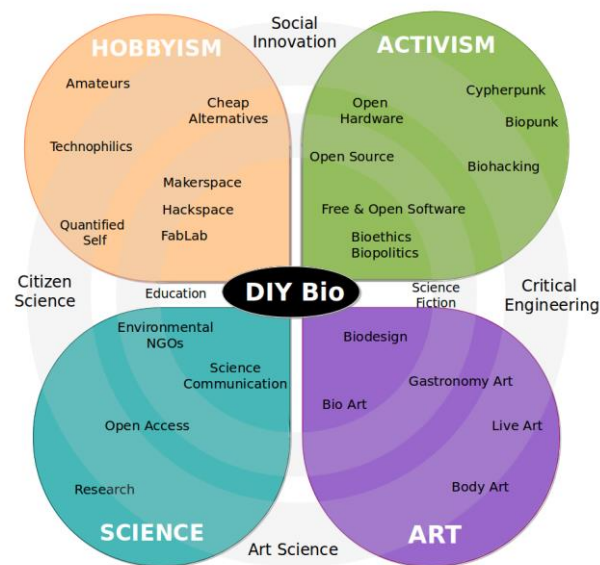 Social
Innovation
HOBBYISM
Amateurs
Cheap
Alternatives
Technophilics
Makerspace
Hackspace
FabLab
Quantified
Self
ACTIVISM
Cypherpunk
Open
Hardware
Biopunk
Open Source
Biohacking
Free & Open Software
Bioethics
Biopolitics
Citizen
Science
Education
DIY Bio
Science
Fiction
Critical
Engineering
Environmental
NGOs
Science
Communication
Open Access
Research
SCIENCE
Biodesign
Gastronomy Art
Bio Art
Live Art
Body Art
ART
Art Science